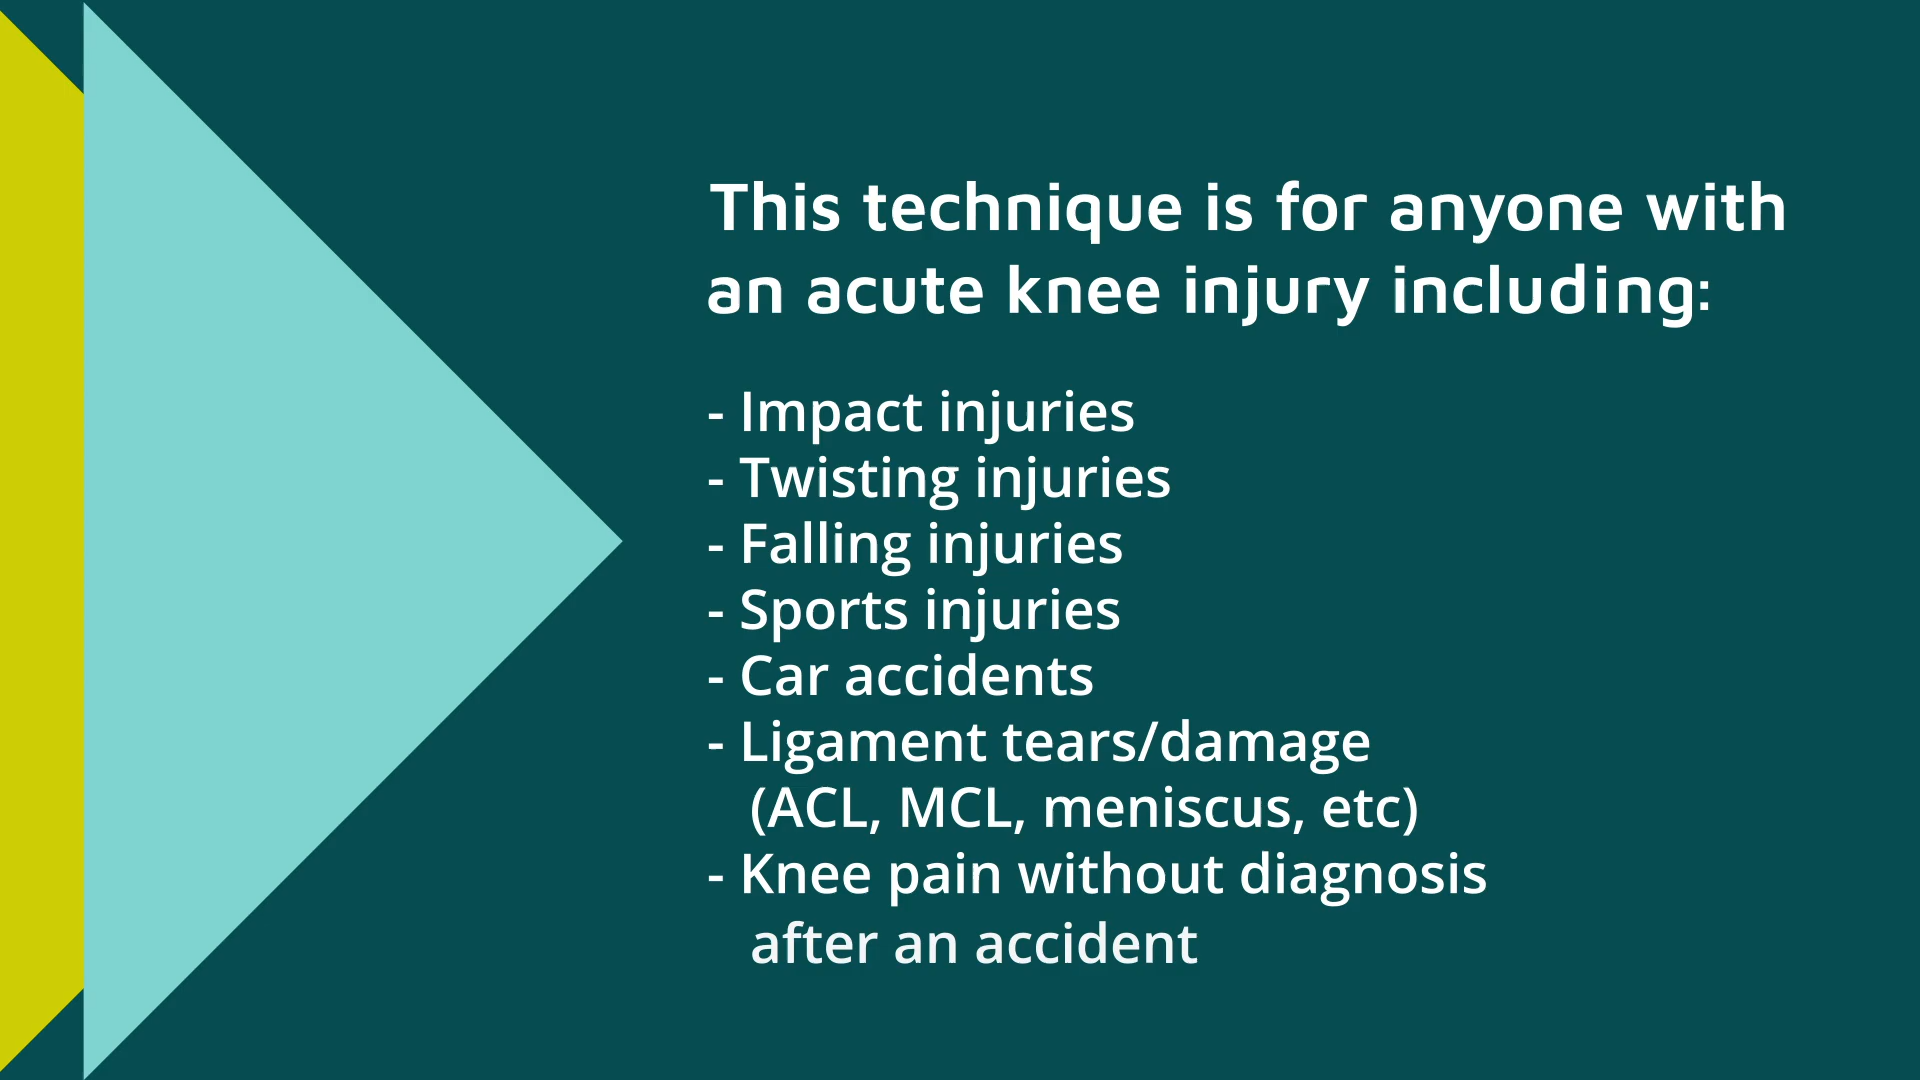 This technique is for anyone with
an acute knee injury including:
- Impact injuries
- Twisting injuries
- Falling injuries
- Sports injuries
- Car accidents
- Ligament tears/damage
(ACL, MCL, meniscus, etc)
- Knee pain without diagnosis
after an accident